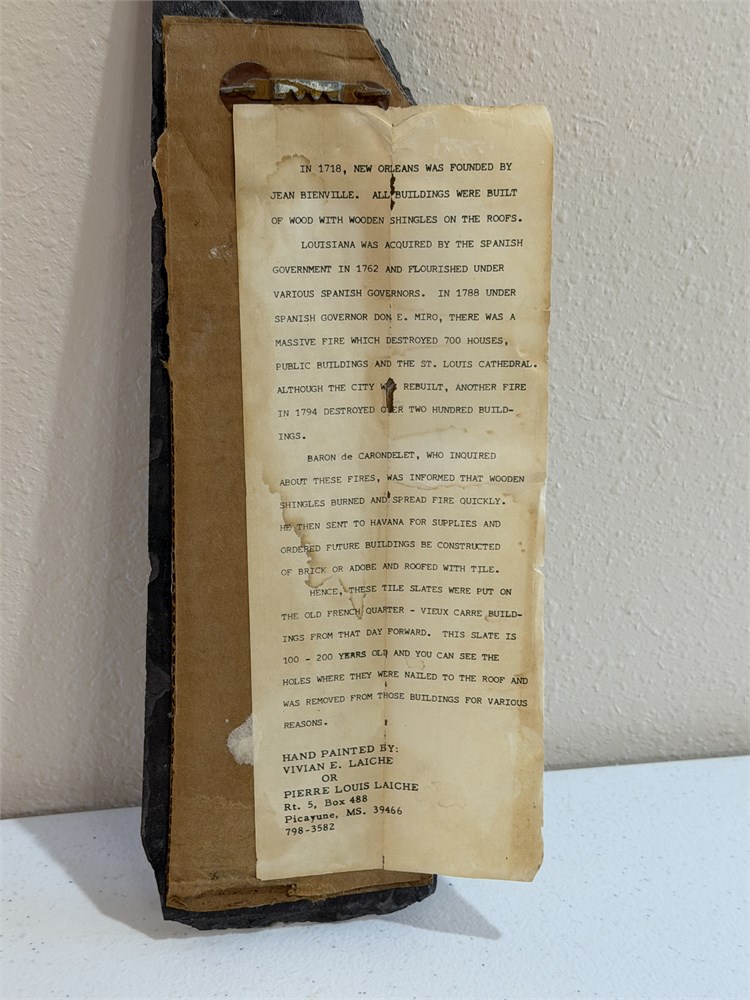 IN 1718, NEW ORLEANS WAS FOUNDED BY
JEAN BIENVILLE. ALL BUILDINGS WERE BUILT
OF WOOD WITH WOODEN SHINGLES ON THE ROOFS.
LOUISIANA WAS ACQUIRED BY THE SPANISH
GOVERNMENT IN 1762 AND FLOURISHED UNDER
VARIOUS SPANISH GOVERNORS. IN 1788 UNDER
SPANISH GOVERNOR DON E. MIRO, THERE WAS A
MASSIVE FIRE WHICH DESTROYED 700 HOUSES,
PUBLIC BUILDINGS AND THE ST. LOUIS CATHEDRAL.
ALTHOUGH THE CITY WAS REBUILT, ANOTHER FIRE
IN 1794 DESTROYED OVER TWO HUNDRED BUILD-
INGS.
BARON de CARONDELET, WHO INQUIRED
ABOUT THESE FIRES, WAS INFORMED THAT WOODEN
SHINGLES BURNED AND SPREAD FIRE QUICKLY.
HE THEN SENT TO HAVANA FOR SUPPLIES AND
ORDERED FUTURE BUILDINGS BE CONSTRUCTED
OF BRICK OR ADOBE AND ROOFED WITH TILE.
HENCE, THESE TILE SLATES WERE PUT ON
THE OLD FRENCH QUARTER - VIEUX CARRE BUILD-
INGS FROM THAT DAY FORWARD. THIS SLATE IS
100 - 200 YEARS OLD AND YOU CAN SEE THE
HOLES WHERE THEY WERE NAILED TO THE ROOF AND
WAS REMOVED FROM THOSE BUILDINGS FOR VARIOUS
REASONS.
HAND PAINTED BY:
VIVIAN E. LAICHE
OR
PIERRE LOUIS LAICHE
Rt. 5, Box 488
Picayune, MS. 39466
798-3582